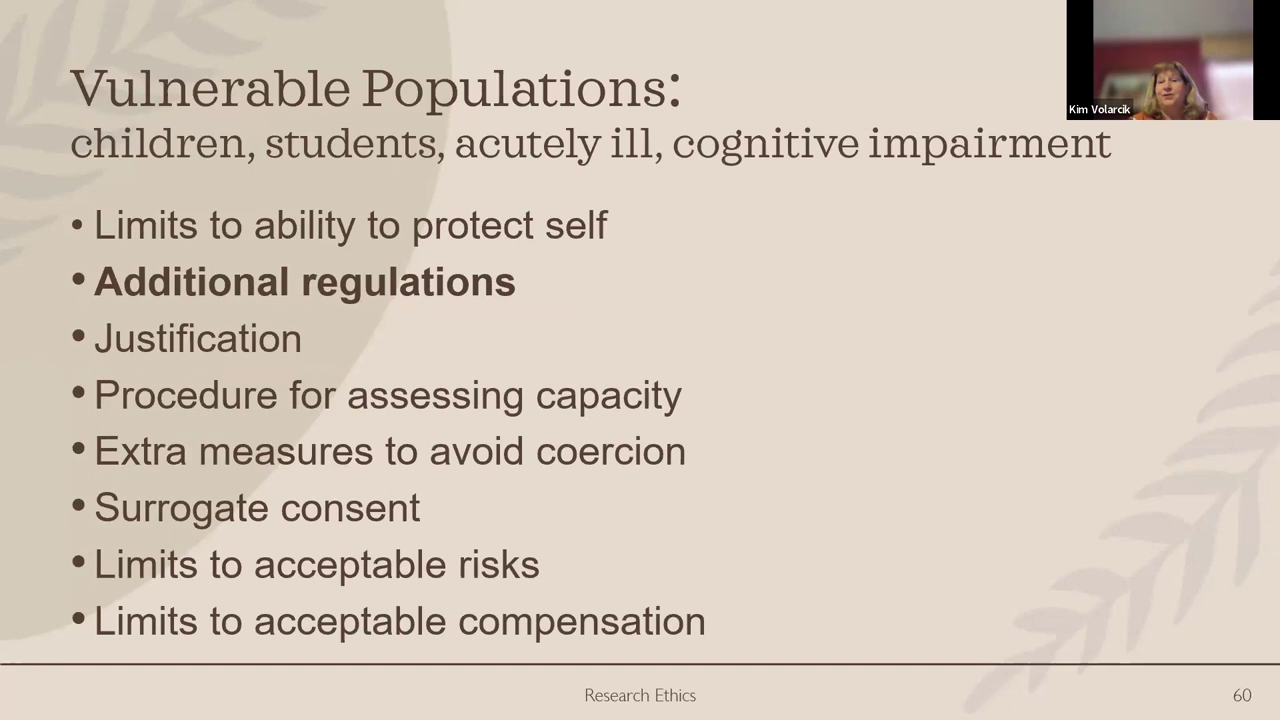 Vulnerable Populations:
children, students, acutely ill, cognitive impairment
Kim Volarcik
• Limits to ability to protect self
• Additional regulations
• Justification
• Procedure for assessing capacity
• Extra measures to avoid coercion
• Surrogate consent
• Limits to acceptable risks
• Limits to acceptable compensation
Research Ethics
60